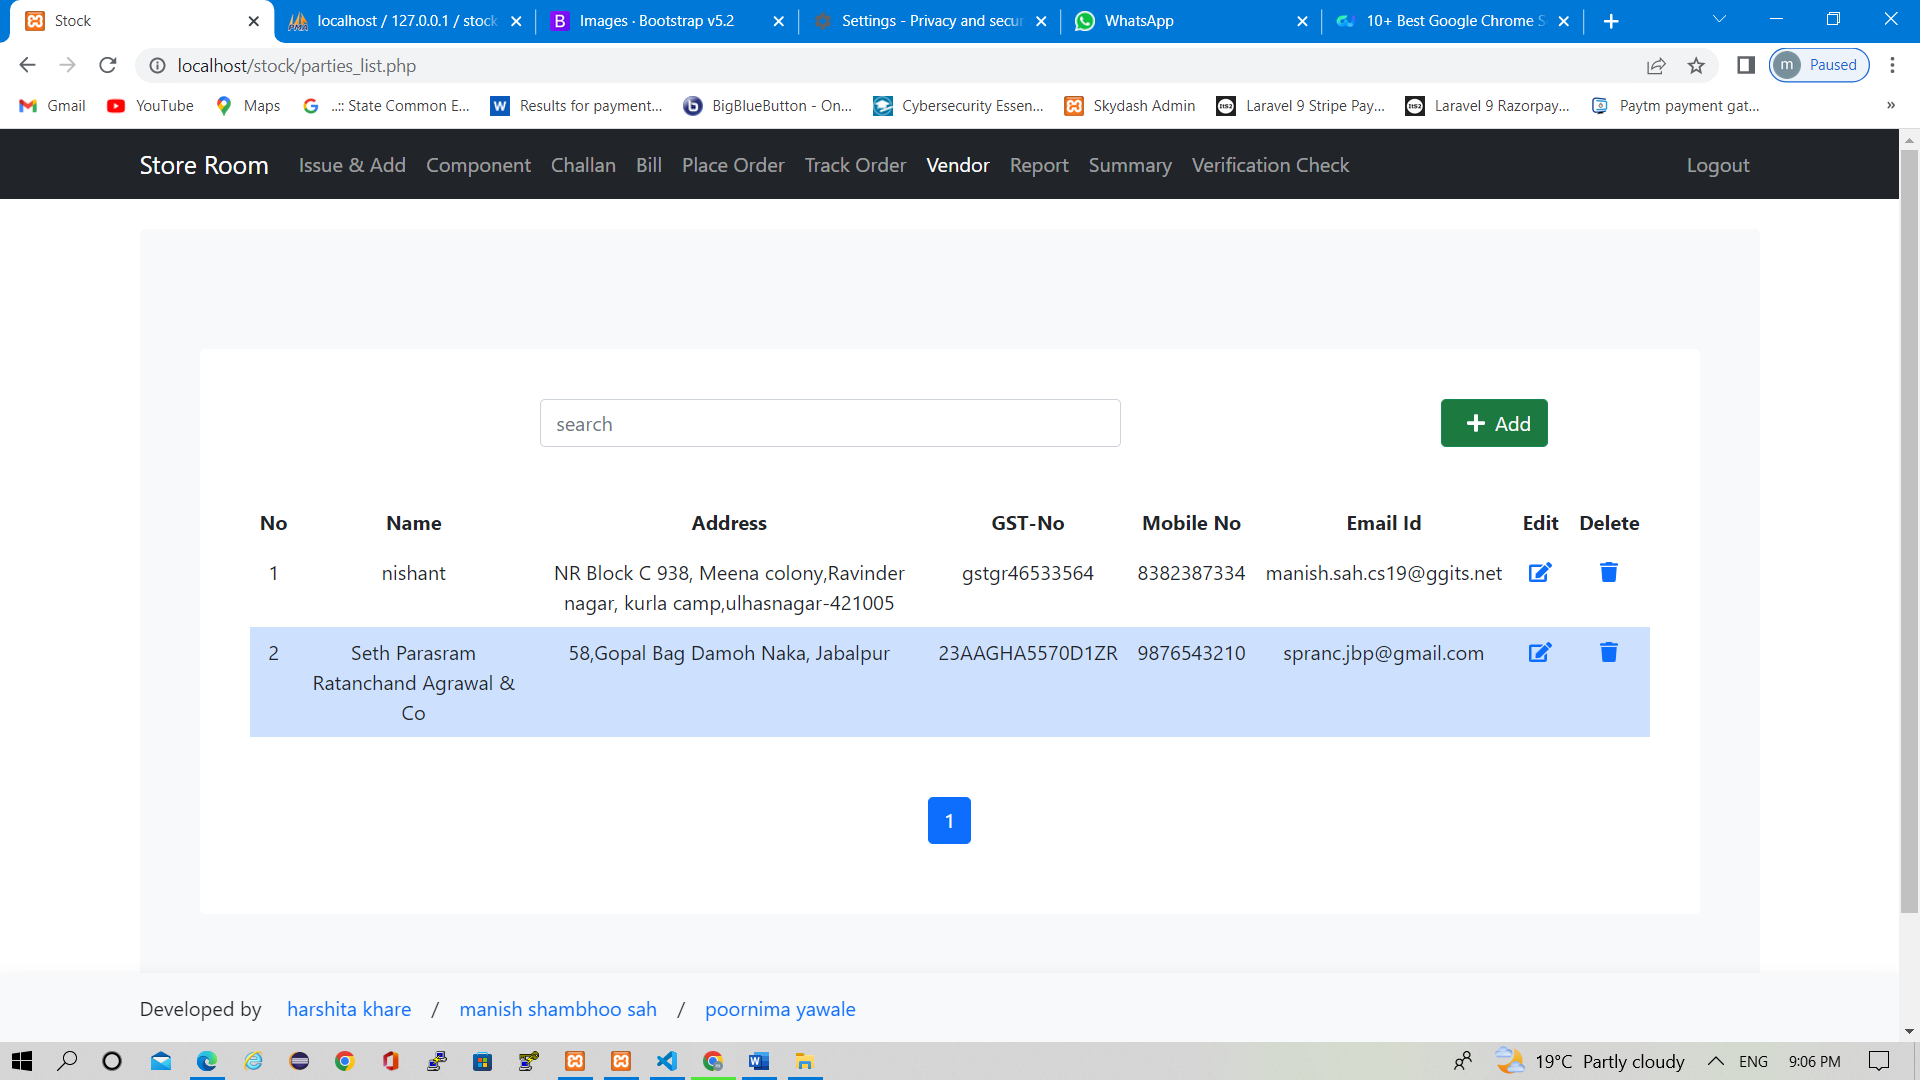 Stock
localhost / 127.0.0.1 / stock
Images · Bootstrap v5.2
Settings - Privacy and secur
WhatsApp
10+ Best Google Chrome S
localhost/stock/parties_list.php
m Paused
Gmail YouTube Maps ..:: State Common E... Results for payment... BigBlueButton - On... Cybersecurity Essen... Skydash Admin Laravel 9 Stripe Pay... Laravel 9 Razorpay... Paytm payment gat... »
Store Room Issue & Add Component Challan Bill Place Order Track Order Vendor Report Summary Verification Check Logout
search
Add
No Name Address GST-No Mobile No Email Id Edit Delete
1 nishant NR Block C 938, Meena colony,Ravinder gstgr46533564 8382387334 manish.sah.cs19@ggits.net
nagar, kurla camp,ulhasnagar-421005
2 Seth Parasram 58,Gopal Bag Damoh Naka, Jabalpur 23AAGHA5570D1ZR 9876543210 spranc.jbp@gmail.com
Ratanchand Agrawal &
Co
1
Developed by harshita khare / manish shambhoo sah / poornima yawale
19°C Partly cloudy ENG 9:06 PM